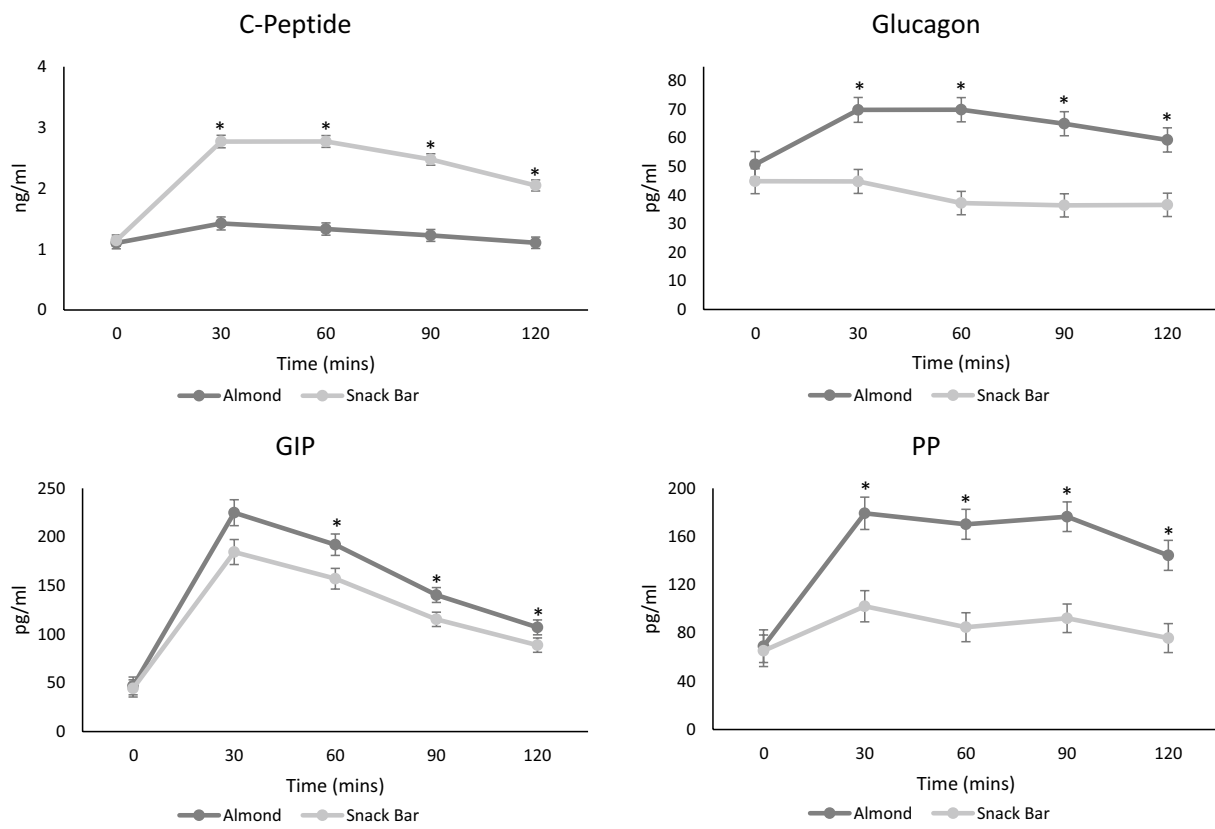 C-Peptide
4
3
2
1
0
ng/ml
*
*
*
*
0 30 60 90 120
Time (mins)
Almond Snack Bar
Glucagon
80
70
60
50
40
30
20
10
0
pg/ml
*
*
*
*
0 30 60 90 120
Time (mins)
Almond Snack Bar
GIP
250
200
150
100
50
0
pg/ml
*
*
*
0 30 60 90 120
Time (mins)
Almond Snack Bar
PP
200
160
120
80
40
0
pg/ml
*
*
*
*
0 30 60 90 120
Time (mins)
Almond Snack Bar